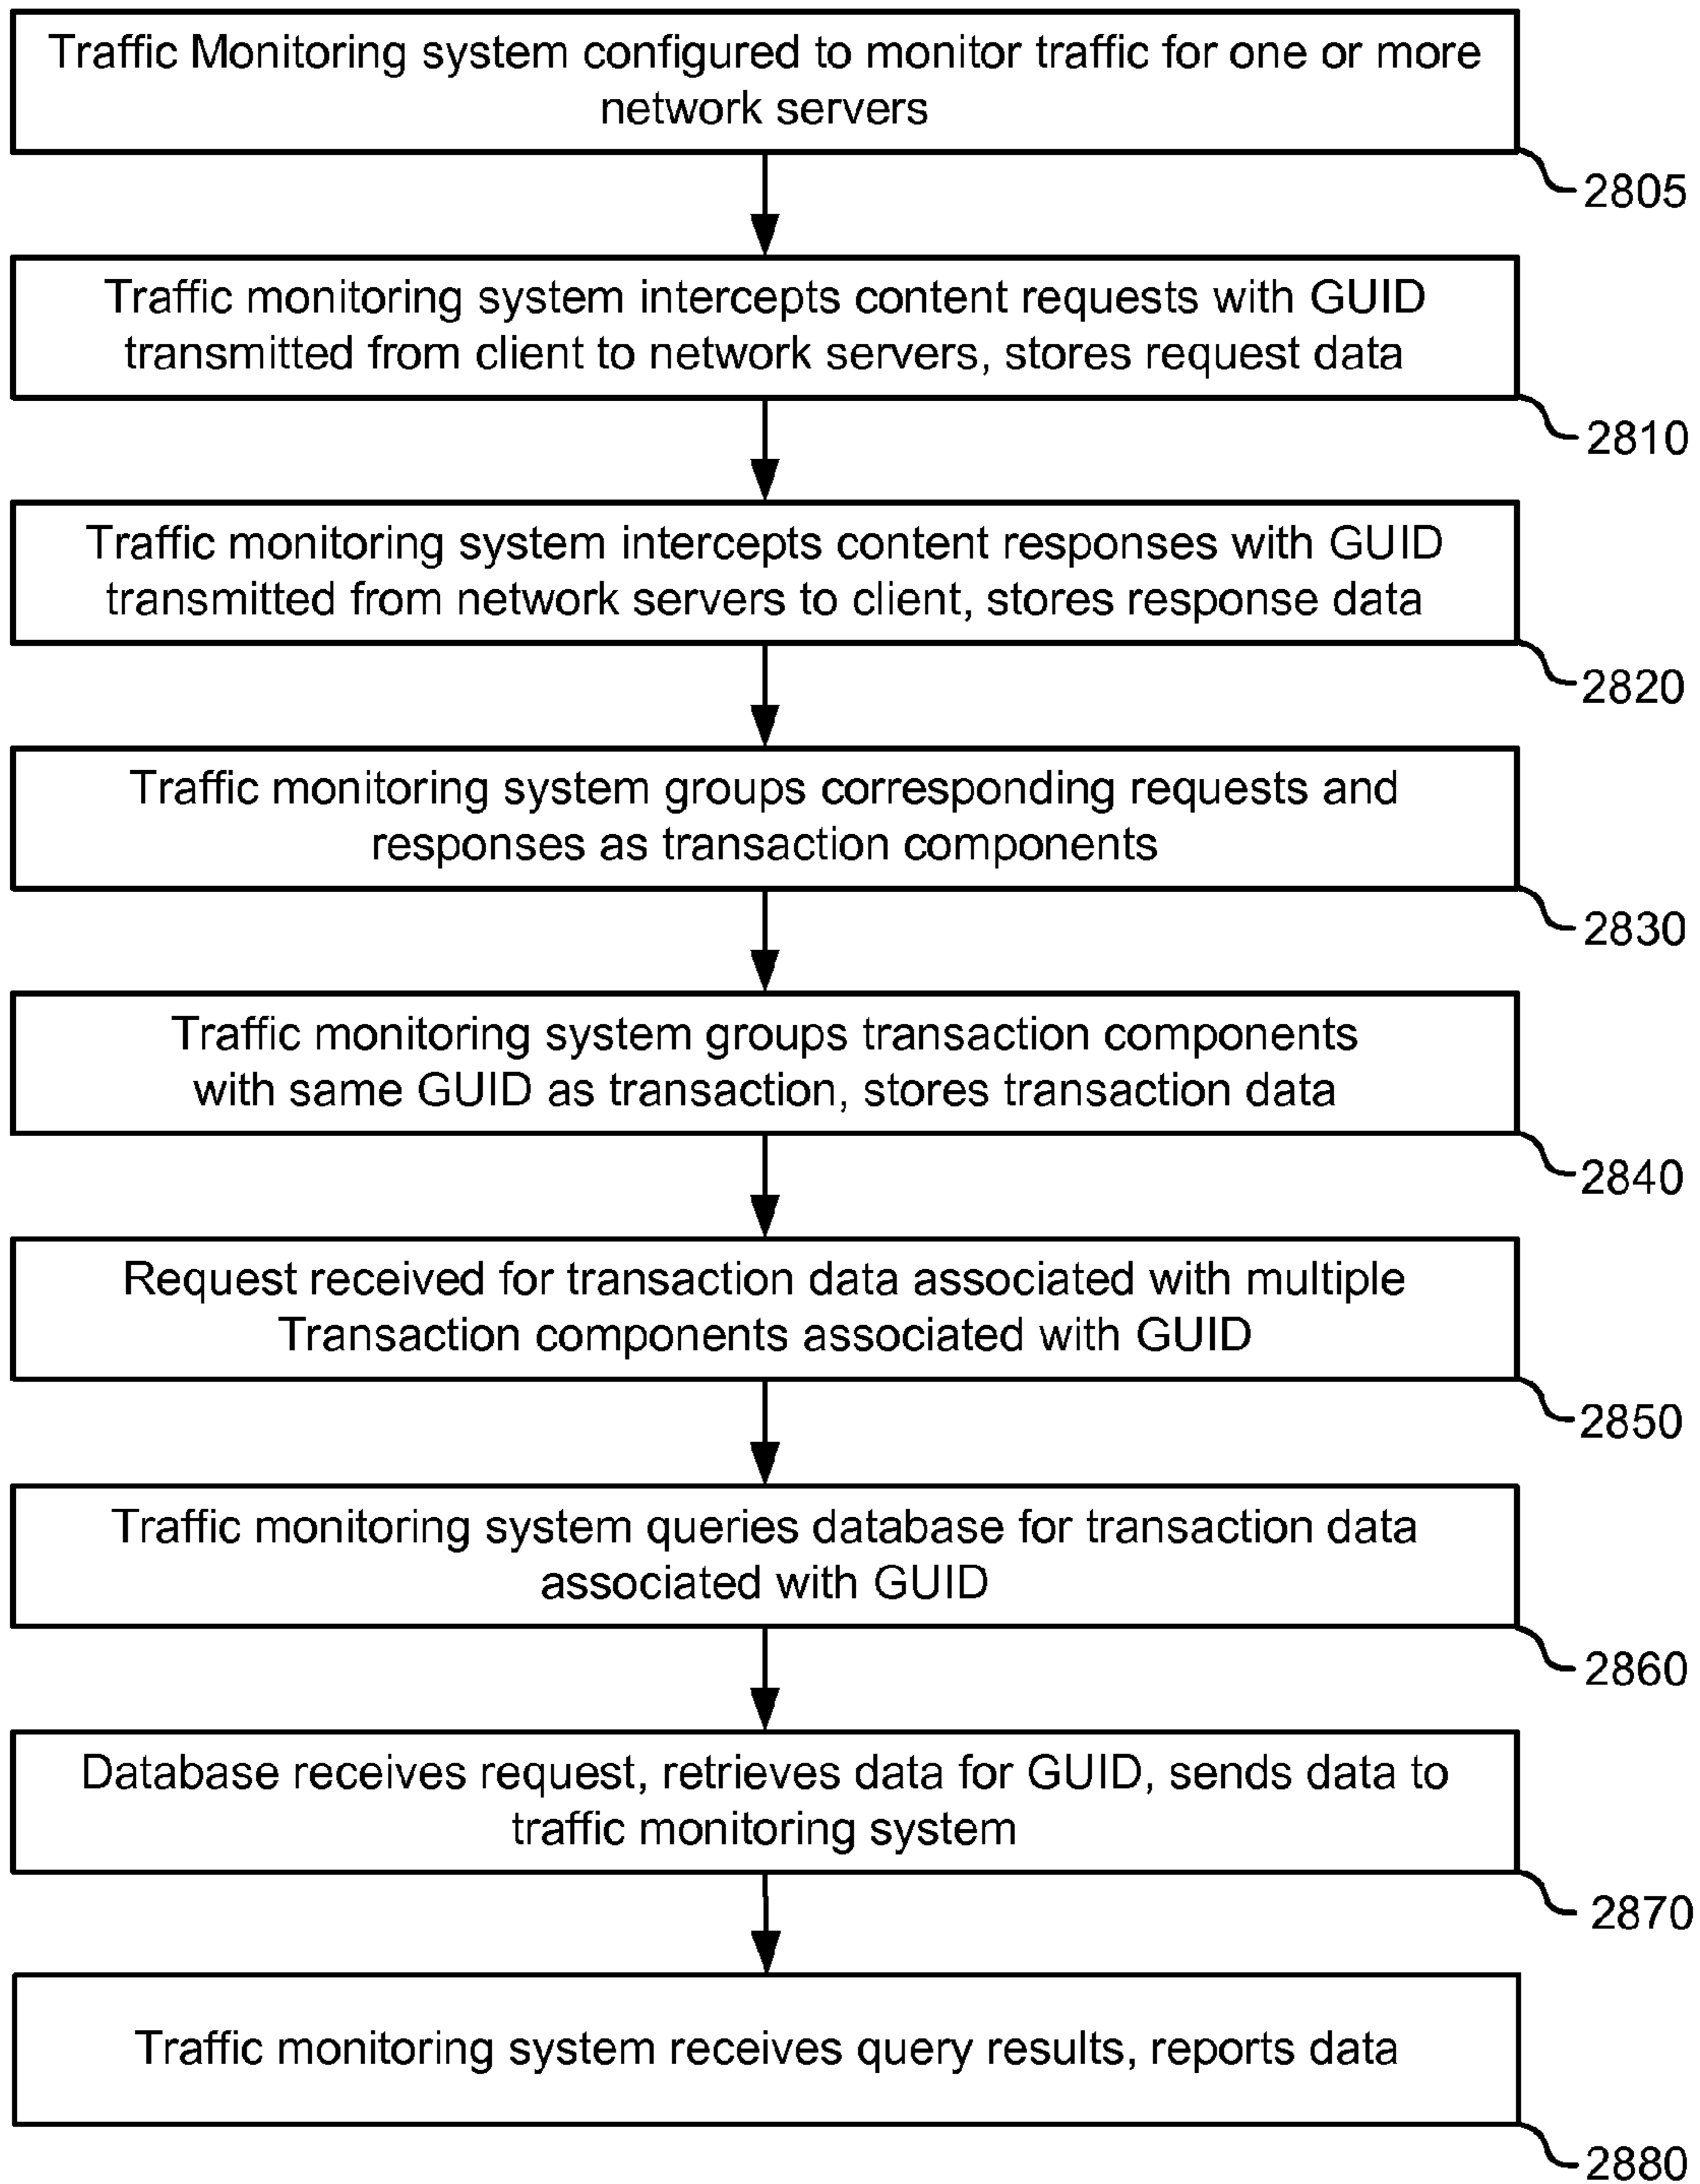 Traffic Monitoring system configured to monitor traffic for one or more
network servers
2805
Traffic monitoring system intercepts content requests with GUID
transmitted from client to network servers, stores request data
2810
Traffic monitoring system intercepts content responses with GUID
transmitted from network servers to client, stores response data
2820
Traffic monitoring system groups corresponding requests and
responses as transaction components
2830
Traffic monitoring system groups transaction components
with same GUID as transaction, stores transaction data
2840
Request received for transaction data associated with multiple
Transaction components associated with GUID
2850
Traffic monitoring system queries database for transaction data
associated with GUID
2860
Database receives request, retrieves data for GUID, sends data to
traffic monitoring system
2870
Traffic monitoring system receives query results, reports data
2880